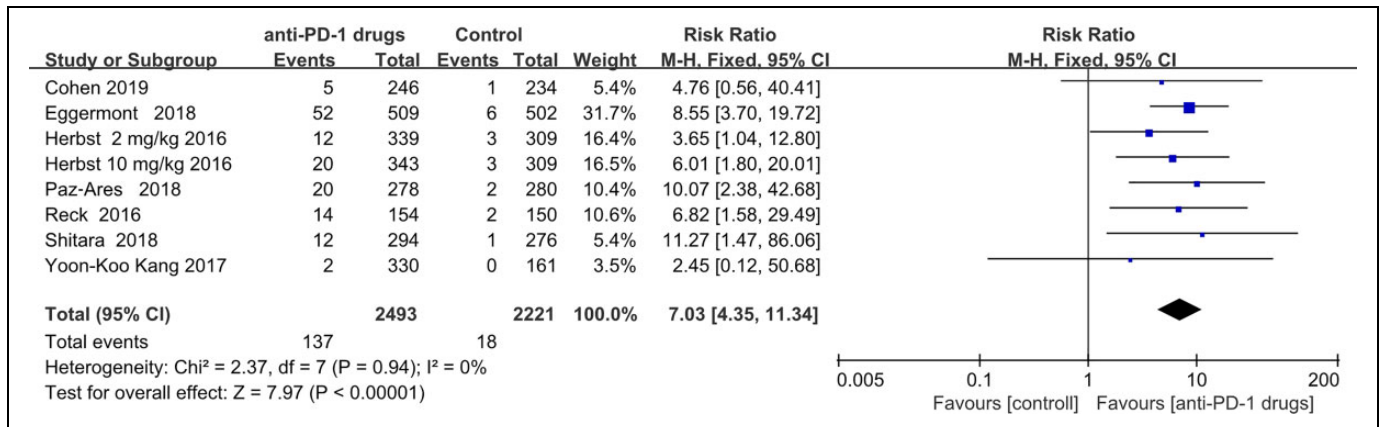 anti-PD-1 drugs Control Risk Ratio Risk Ratio
Study or Subgroup Events Total Events Total Weight M-H, Fixed, 95% CI M-H, Fixed, 95% CI
Cohen 2019 5 246 1 234 5.4% 4.76 [0.56, 40.41]
Eggermont 2018 52 509 6 502 31.7% 8.55 [3.70, 19.72]
Herbst 2 mg/kg 2016 12 339 3 309 16.4% 3.65 [1.04, 12.80]
Herbst 10 mg/kg 2016 20 343 3 309 16.5% 6.01 [1.80, 20.01]
Paz-Ares 2018 20 278 2 280 10.4% 10.07 [2.38, 42.68]
Reck 2016 14 154 2 150 10.6% 6.82 [1.58, 29.49]
Shitara 2018 12 294 1 276 5.4% 11.27 [1.47, 86.06]
Yoon-Koo Kang 2017 2 330 0 161 3.5% 2.45 [0.12, 50.68]
Total (95% CI) 2493 2221 100.0% 7.03 [4.35, 11.34]
Total events 137 18
Heterogeneity: Chi² = 2.37, df = 7 (P = 0.94); I² = 0%
Test for overall effect: Z = 7.97 (P < 0.00001)
0.005 0.1 1 10 200
Favours [controll] Favours [anti-PD-1 drugs]